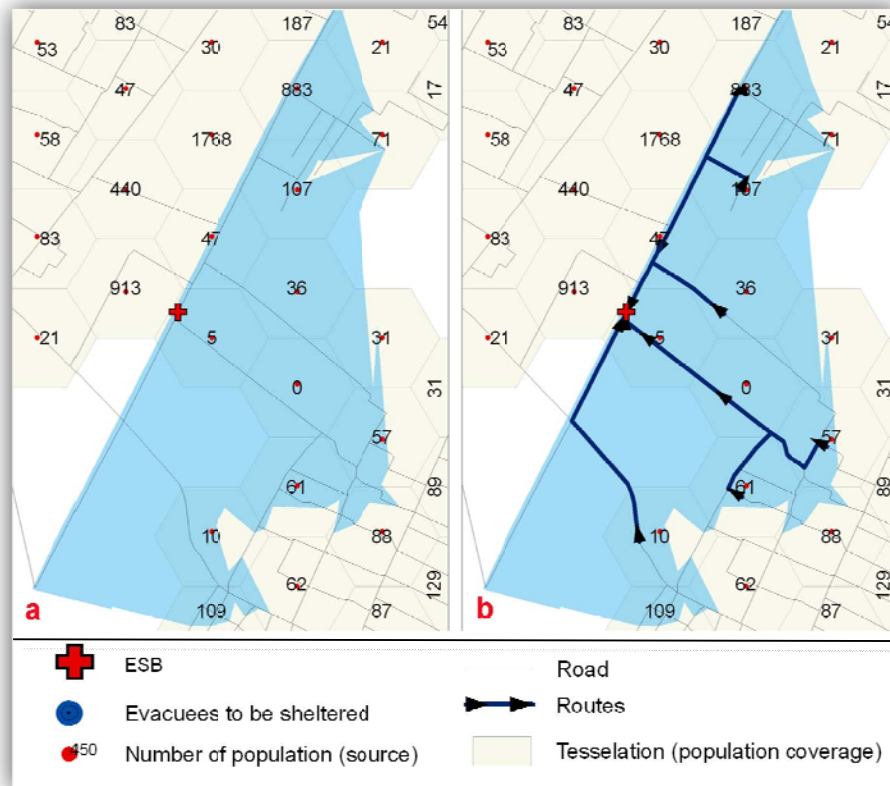 83 187 54
53 30 21
47 883 17
58 1768 71
440 107
83 47
913 36
21 5 31
0 31
57
61 89
10 88
62 129
a 109 87
83 187 54
53 30 21
47 883 17
58 1768 71
440 107
83 47
913 36
21 5 31
0 31
57
61 89
10 88
62 129
b 109 87
ESB Road
Evacuees to be sheltered Routes
450 Number of population (source) Tesselation (population coverage)